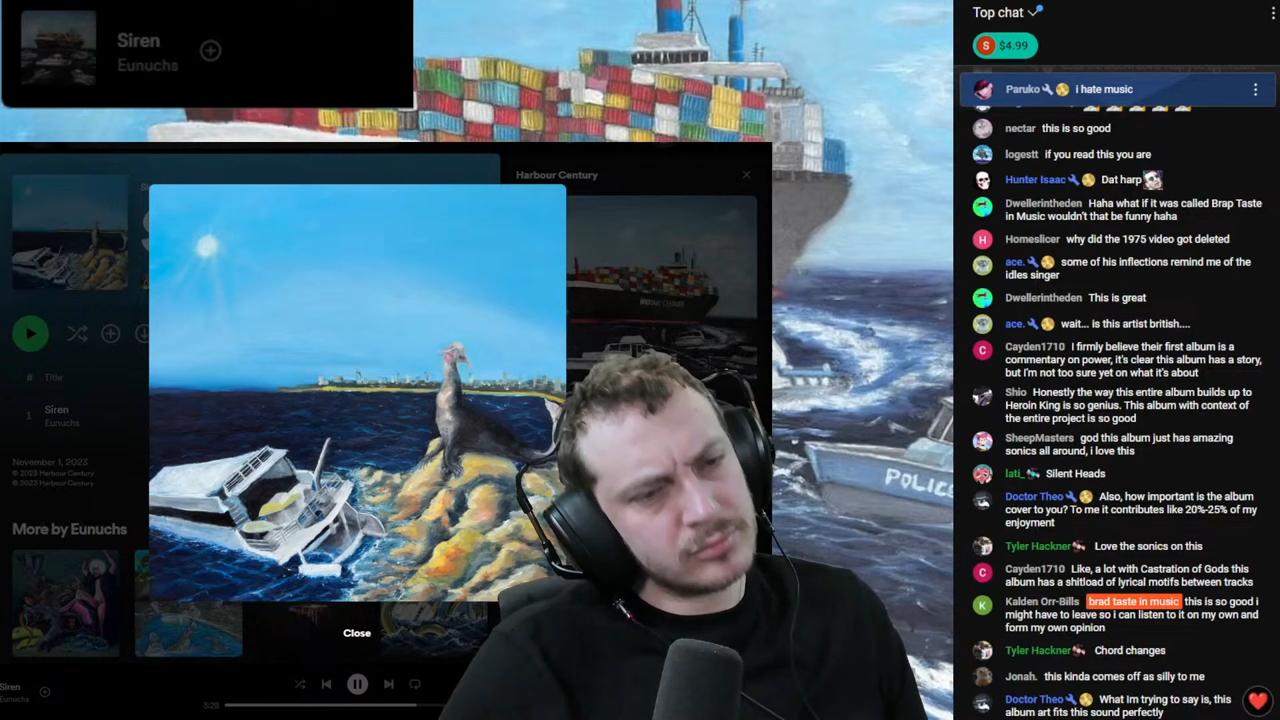 Siren
Eunuchs
Harbour Century
# Title
1 Siren
Eunuchs
November 1, 2023
© 2023 Harbour Century
℗ 2023 Harbour Century
More by Eunuchs
Close
Siren
Eunuchs
3:28
POLICE
Top chat
S $4.99
Paruko i hate music
nectar this is so good
logestt if you read this you are
Hunter Isaac Dat harp
Dwellerintheden Haha what if it was called Brap Taste
in Music wouldn't that be funny haha
H Homeslicer why did the 1975 video got deleted
ace. some of his inflections remind me of the
idles singer
Dwellerintheden This is great
ace. wait... is this artist british....
C Cayden1710 I firmly believe their first album is a
commentary on power, it's clear this album has a story,
but I'm not too sure yet on what it's about
Shio Honestly the way this entire album builds up to
Heroin King is so genius. This album with context of
the entire project is so good
SheepMasters god this album just has amazing
sonics all around, i love this
lati_ Silent Heads
Doctor Theo Also, how important is the album
cover to you? To me it contributes like 20%-25% of my
enjoyment
Tyler Hackner Love the sonics on this
C Cayden1710 Like, a lot with Castration of Gods this
album has a shitload of lyrical motifs between tracks
K Kalden Orr-Bills brad taste in music this is so good i
might have to leave so i can listen to it on my own and
form my own opinion
Tyler Hackner Chord changes
Jonah. this kinda comes off as silly to me
Doctor Theo What Im trying to say is, this
album art fits this sound perfectly